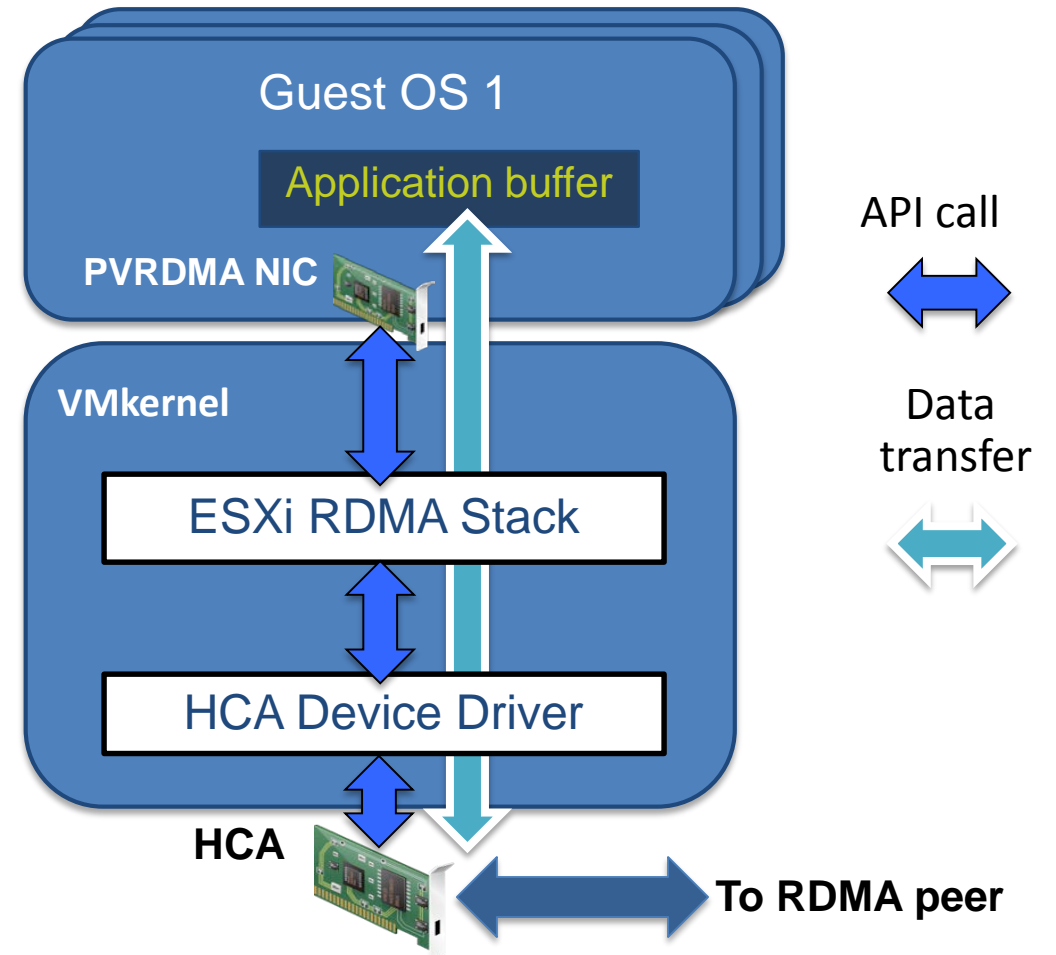 Guest OS 1
Application buffer
PVRDMA NIC
API call
VMkernel
Data
transfer
ESXi RDMA Stack
HCA Device Driver
HCA
To RDMA peer